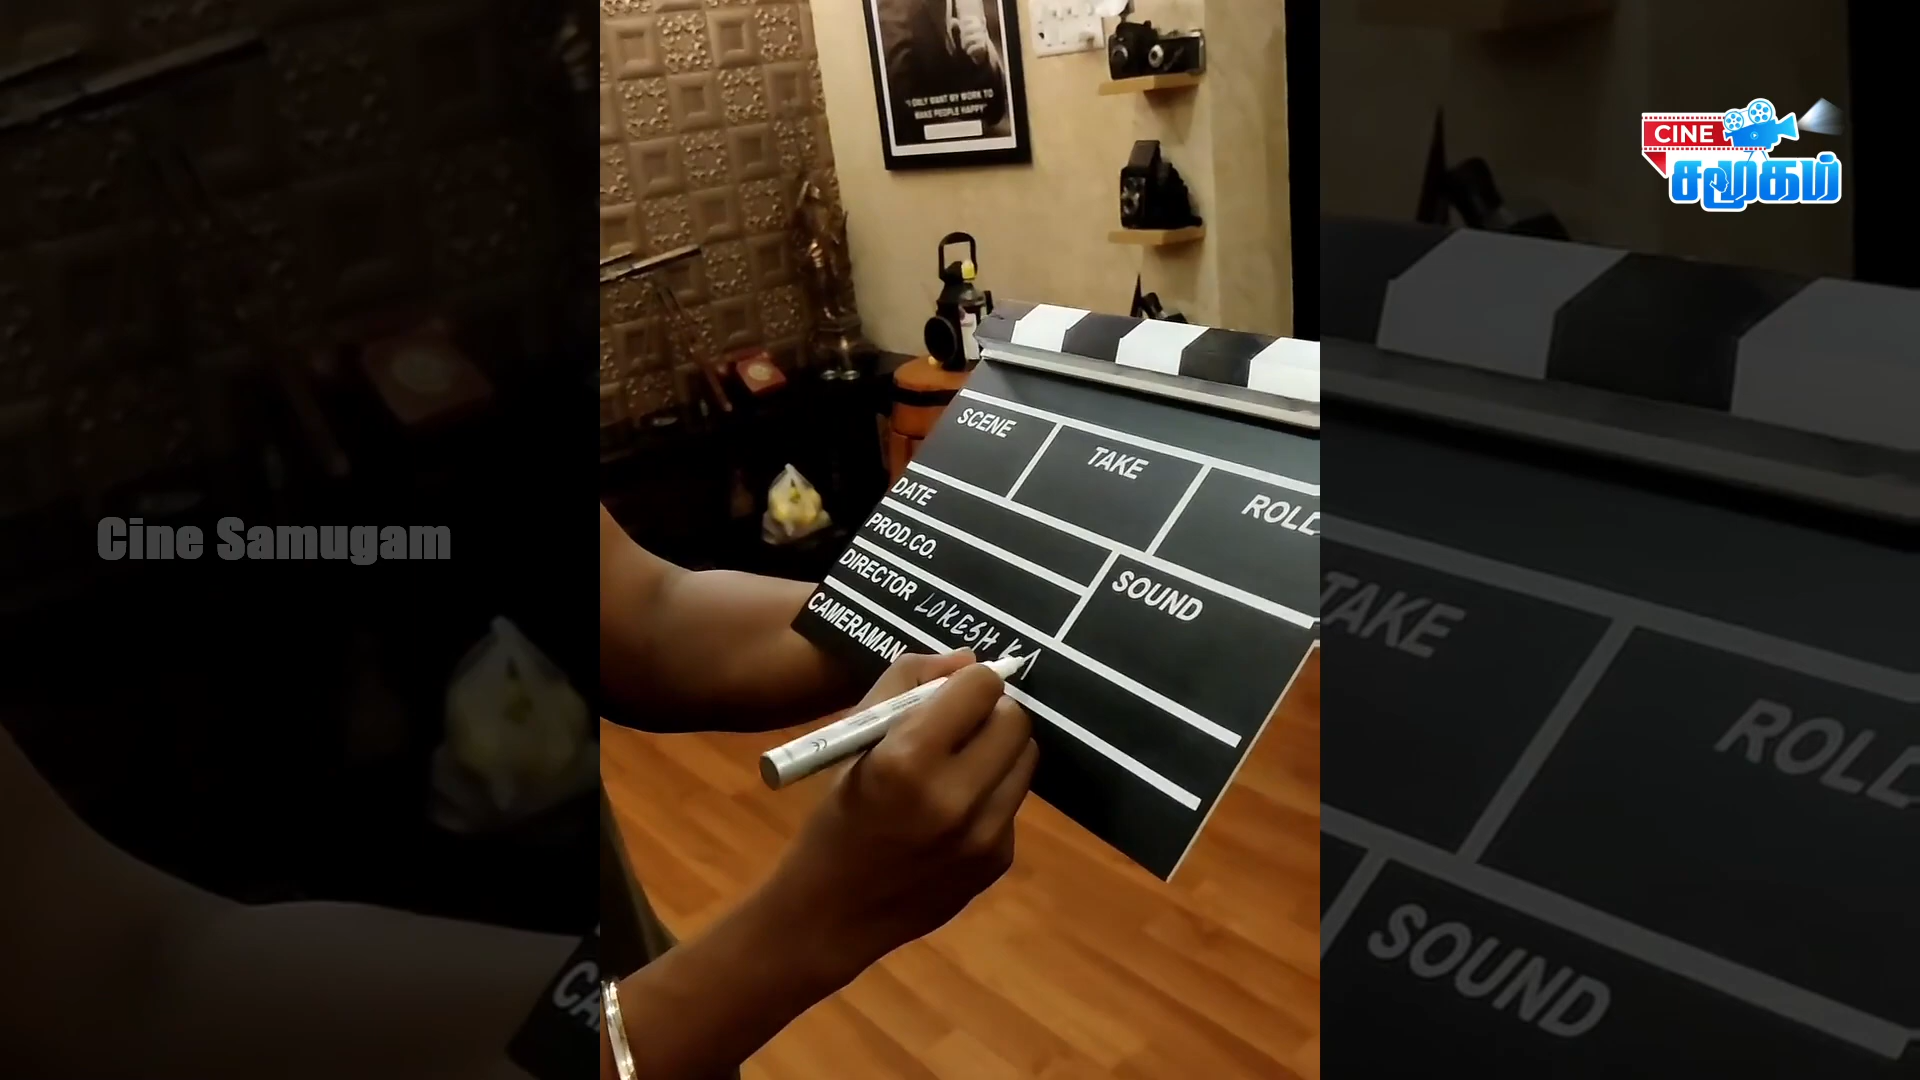 "I ONLY WANT MY WORK TO
MAKE PEOPLE HAPPY"
CINE
சமூகம்
SCENE
TAKE
ROLL
DATE
PROD.CO.
SOUND
DIRECTOR LOKESH KA
CAMERAMAN
Cine Samugam
TAKE
ROLL
SOUND
CA